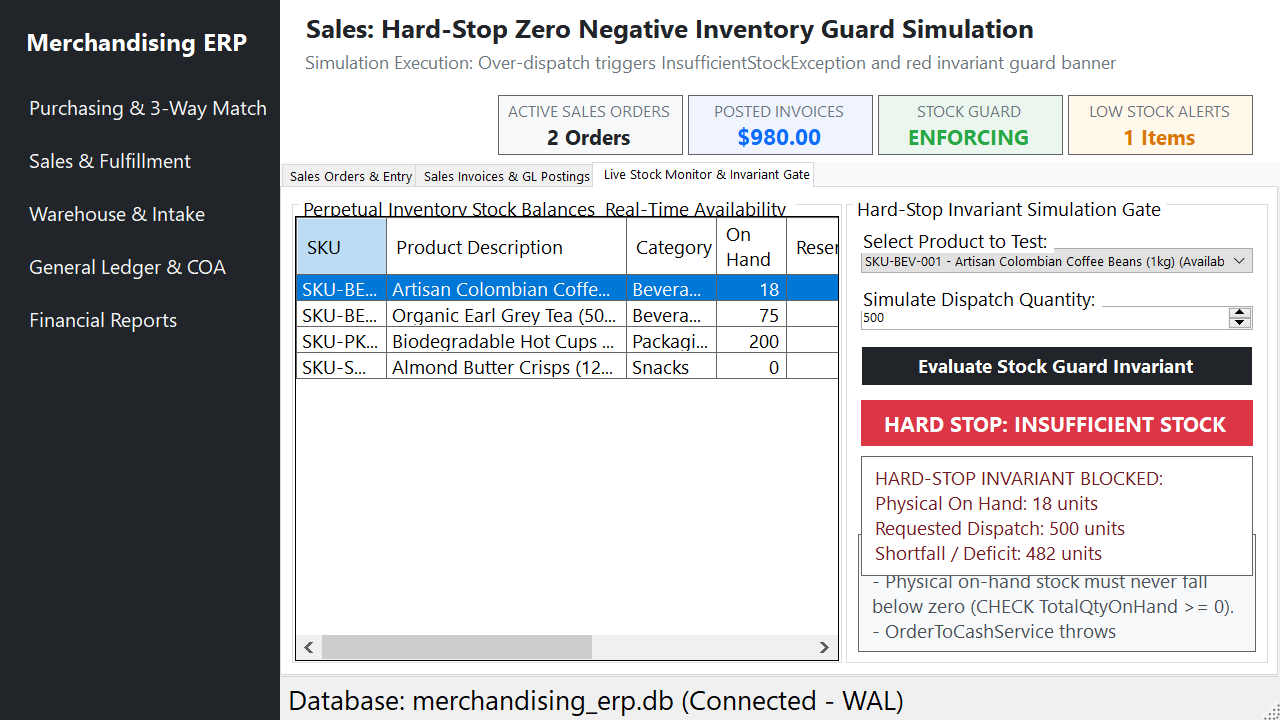 Merchandising ERP
Purchasing & 3-Way Match
Sales & Fulfillment
Warehouse & Intake
General Ledger & COA
Financial Reports
Sales: Hard-Stop Zero Negative Inventory Guard Simulation
Simulation Execution: Over-dispatch triggers InsufficientStockException and red invariant guard banner
ACTIVE SALES ORDERS
2 Orders
POSTED INVOICES
$980.00
STOCK GUARD
ENFORCING
LOW STOCK ALERTS
1 Items
Sales Orders & Entry
Sales Invoices & GL Postings
Live Stock Monitor & Invariant Gate
Perpetual Inventory Stock Balances Real-Time Availability
SKU Product Description Category On Hand Reser
SKU-BE... Artisan Colombian Coffe... Bevera... 18
SKU-BE... Organic Earl Grey Tea (50... Bevera... 75
SKU-PK... Biodegradable Hot Cups ... Packagi... 200
SKU-S... Almond Butter Crisps (12... Snacks 0
Hard-Stop Invariant Simulation Gate
Select Product to Test:
SKU-BEV-001 - Artisan Colombian Coffee Beans (1kg) (Availab
Simulate Dispatch Quantity:
500
Evaluate Stock Guard Invariant
HARD STOP: INSUFFICIENT STOCK
HARD-STOP INVARIANT BLOCKED:
Physical On Hand: 18 units
Requested Dispatch: 500 units
Shortfall / Deficit: 482 units
- Physical on-hand stock must never fall
below zero (CHECK TotalQtyOnHand >= 0).
- OrderToCashService throws
Database: merchandising_erp.db (Connected - WAL)